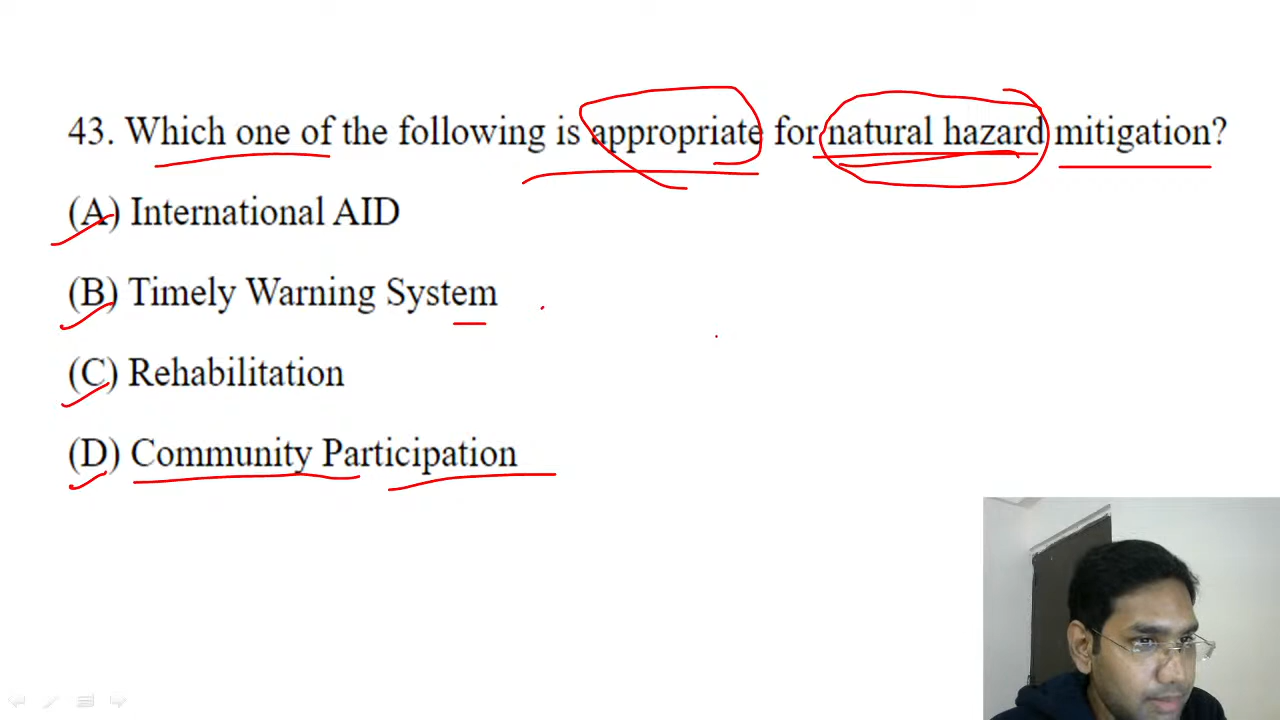 43. Which one of the following is appropriate for natural hazard mitigation?
(A) International AID
(B) Timely Warning System
(C) Rehabilitation
(D) Community Participation